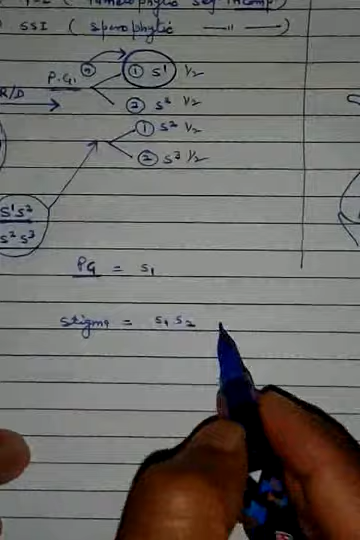 SSI (sporophytic —"—)
R/D
P.G. ② ① S¹ ½
② S² ½
① S² ½
② S³ ½
S¹S²
S²S³
PG = S₁
Stigma = S₁ S₂